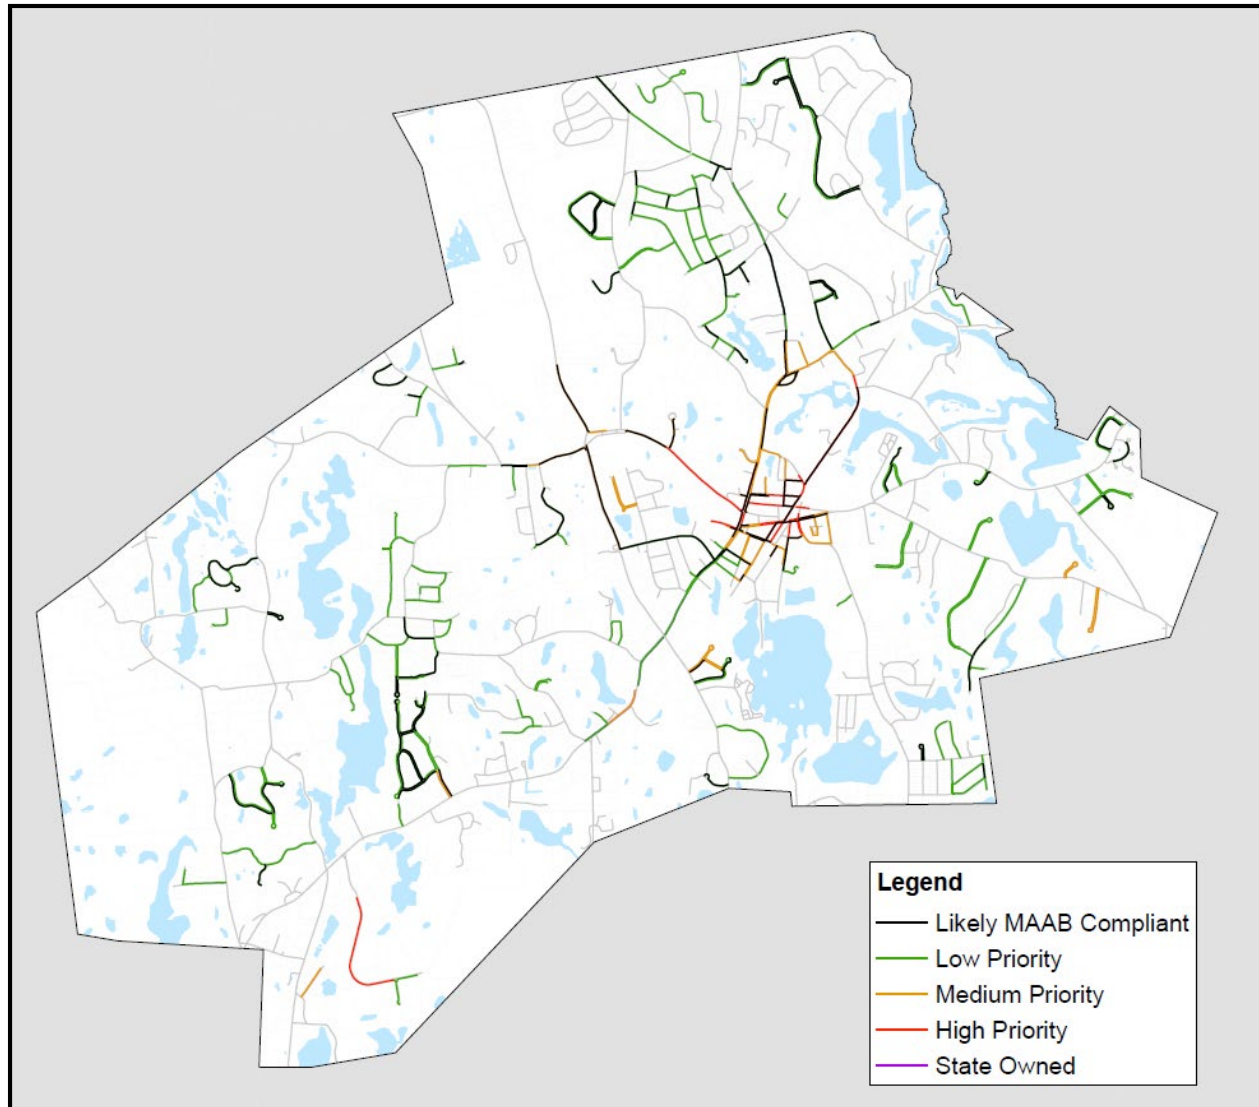 Legend
Likely MAAB Compliant
Low Priority
Medium Priority
High Priority
State Owned